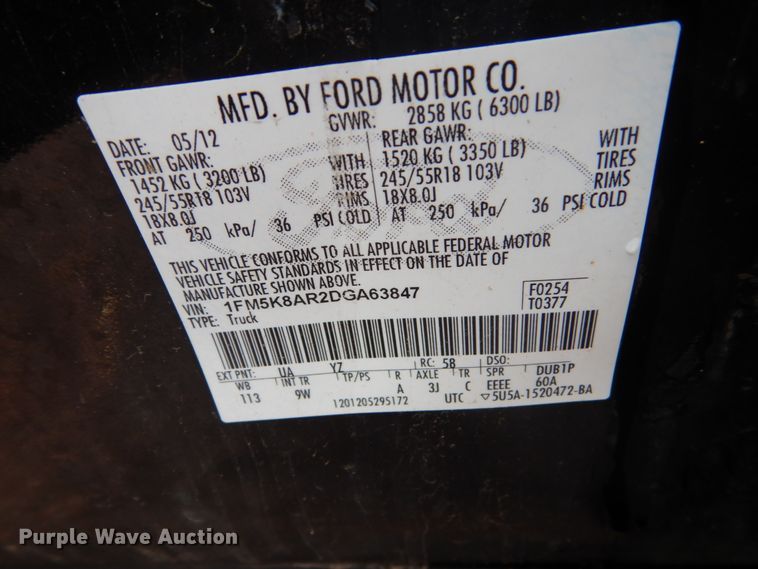 MFD. BY FORD MOTOR CO.
DATE: 05/12 GVWR: 2858 KG ( 6300 LB)
FRONT GAWR: REAR GAWR: WITH
1452 KG ( 3200 LB) WITH 1520 KG ( 3350 LB) TIRES
245/55R18 103V TIRES 245/55R18 103V RIMS
18X8.0J RIMS 18X8.0J
AT 250 kPa/ 36 PSI COLD AT 250 kPa/ 36 PSI COLD
THIS VEHICLE CONFORMS TO ALL APPLICABLE FEDERAL MOTOR
VEHICLE SAFETY STANDARDS IN EFFECT ON THE DATE OF
MANUFACTURE SHOWN ABOVE.
VIN: 1FM5K8AR2DGA63847 F0254
TYPE: Truck T0377
EXT PNT: UA YZ RC: 58 DSO:
WB INT TR TP/PS R AXLE TR SPR DUB1P
113 9W A 3J C EEEE 60A
1201205295172 UTC ▽5U5A-1520472-BA
Purple Wave Auction